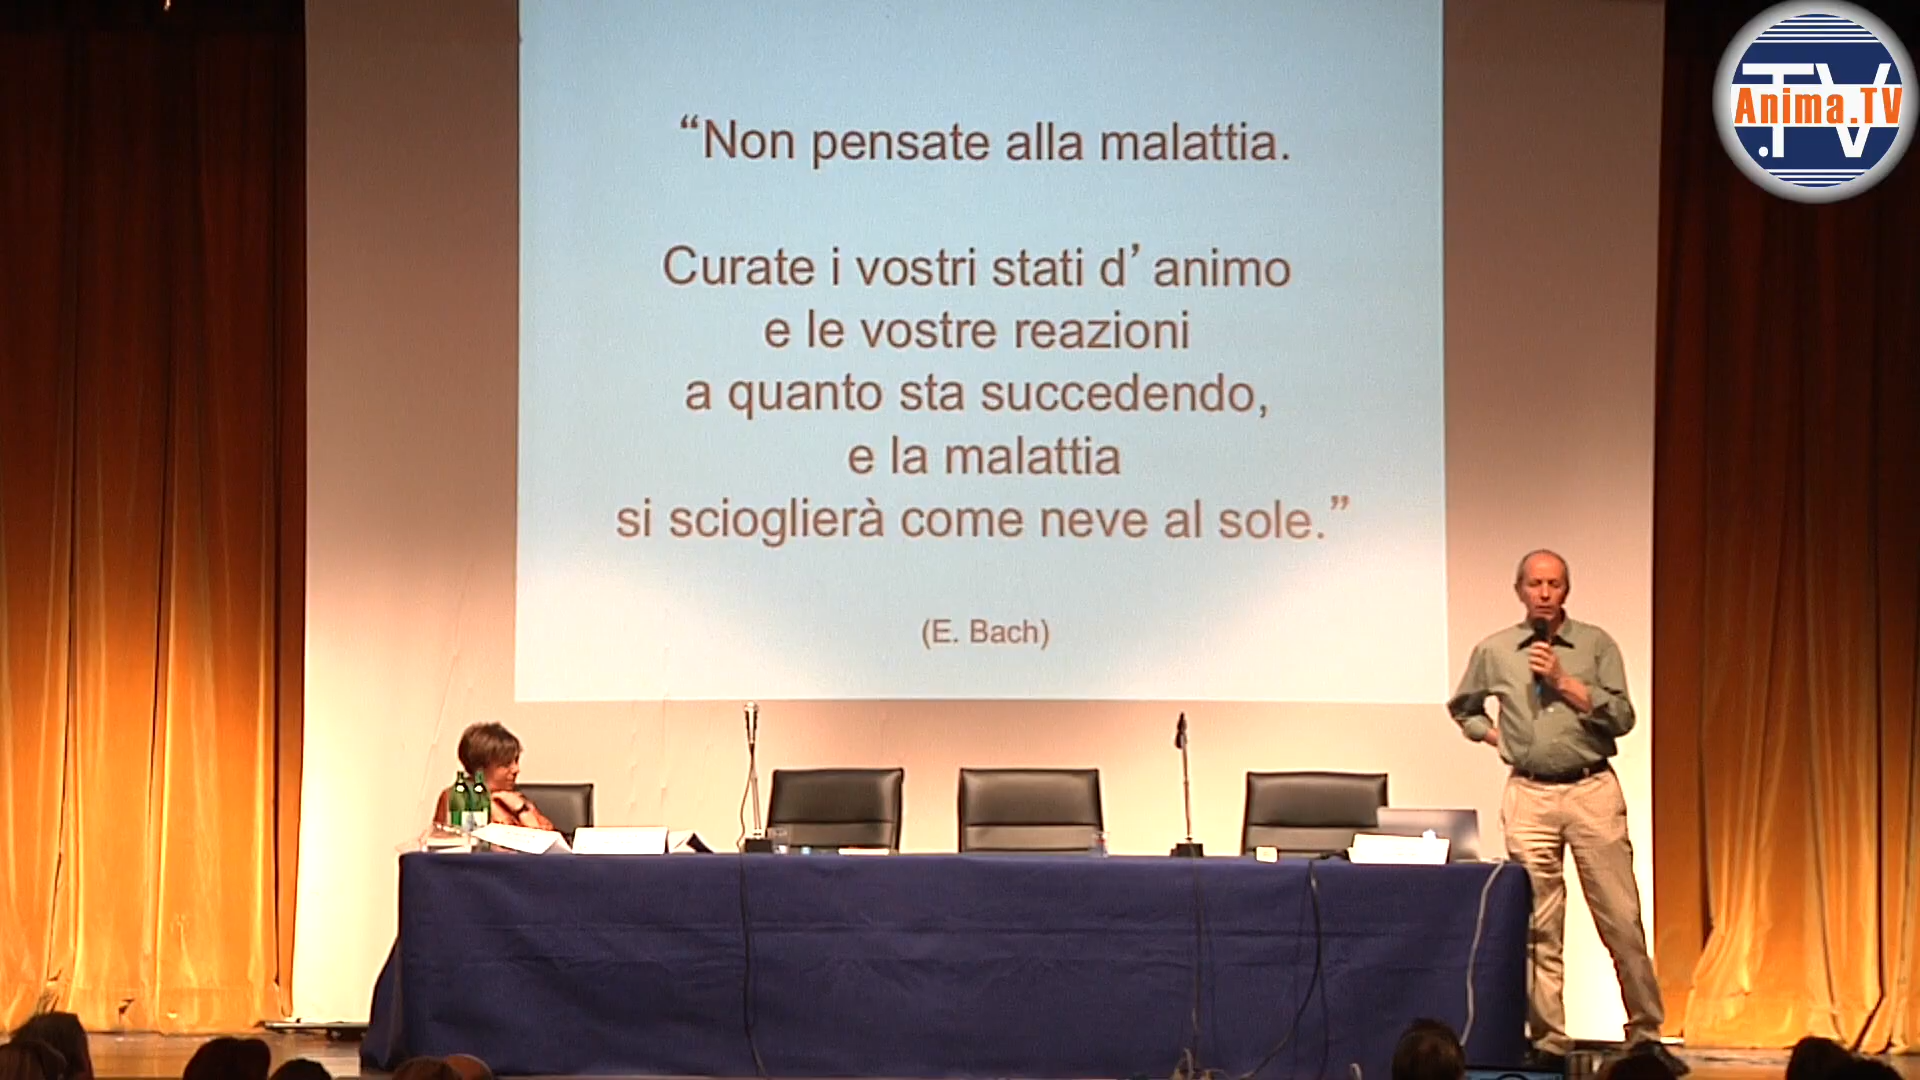 “Non pensate alla malattia.
Curate i vostri stati d’ animo
e le vostre reazioni
a quanto sta succedendo,
e la malattia
si scioglierà come neve al sole.”
(E. Bach)
.TV
Anima.TV